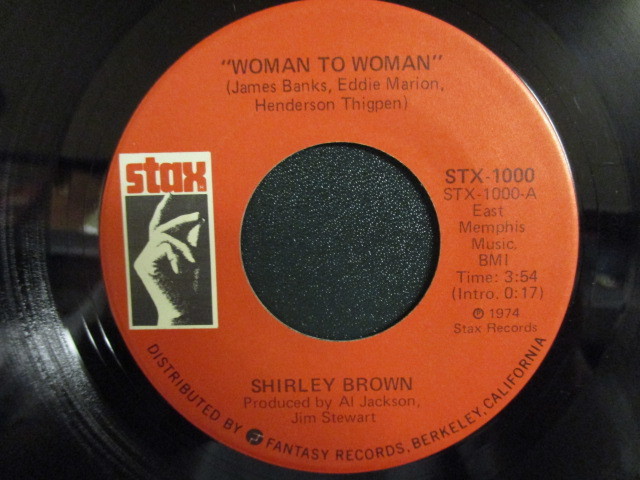 "WOMAN TO WOMAN"
(James Banks, Eddie Marion,
Henderson Thigpen)
stax
STX-1000
STX-1000-A
East
Memphis
Music,
BMI
Time: 3:54
(Intro. 0:17)
℗ 1974
Stax Records
SHIRLEY BROWN
Produced by Al Jackson,
Jim Stewart
DISTRIBUTED BY FANTASY RECORDS, BERKELEY, CALIFORNIA